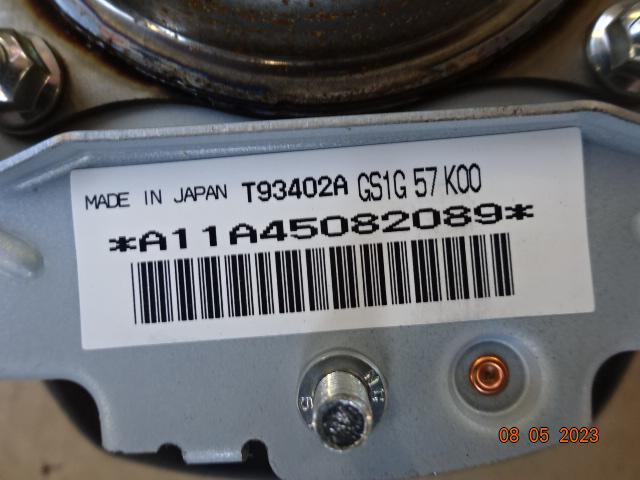 MADE IN JAPAN T93402A GS1G 57 K00
*A11A45082089*
08 05 2023